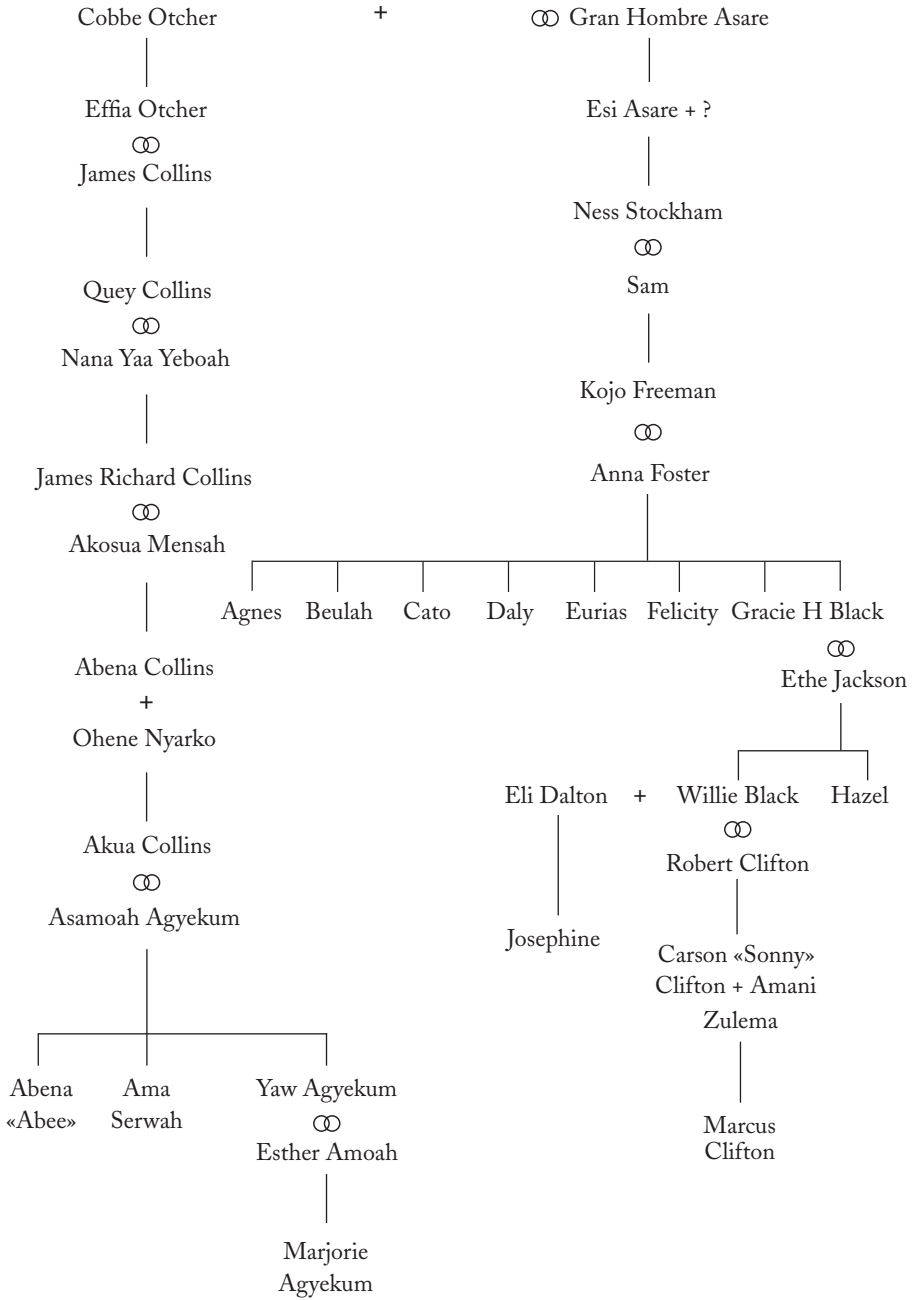 Cobbe Otcher + Gran Hombre Asare
Effia Otcher
James Collins
Quey Collins
Nana Yaa Yeboah
James Richard Collins
Akosua Mensah
Abena Collins
+
Ohene Nyarko
Akua Collins
Asamoah Agyekum
Abena
«Abee»
Ama
Serwah
Yaw Agyekum
Esther Amoah
Marjorie
Agyekum
Esi Asare + ?
Ness Stockham
Sam
Kojo Freeman
Anna Foster
Agnes Beulah Cato Daly Eurias Felicity Gracie H Black
Ethe Jackson
Eli Dalton + Willie Black Hazel
Robert Clifton
Josephine
Carson «Sonny»
Clifton + Amani
Zulema
Marcus
Clifton